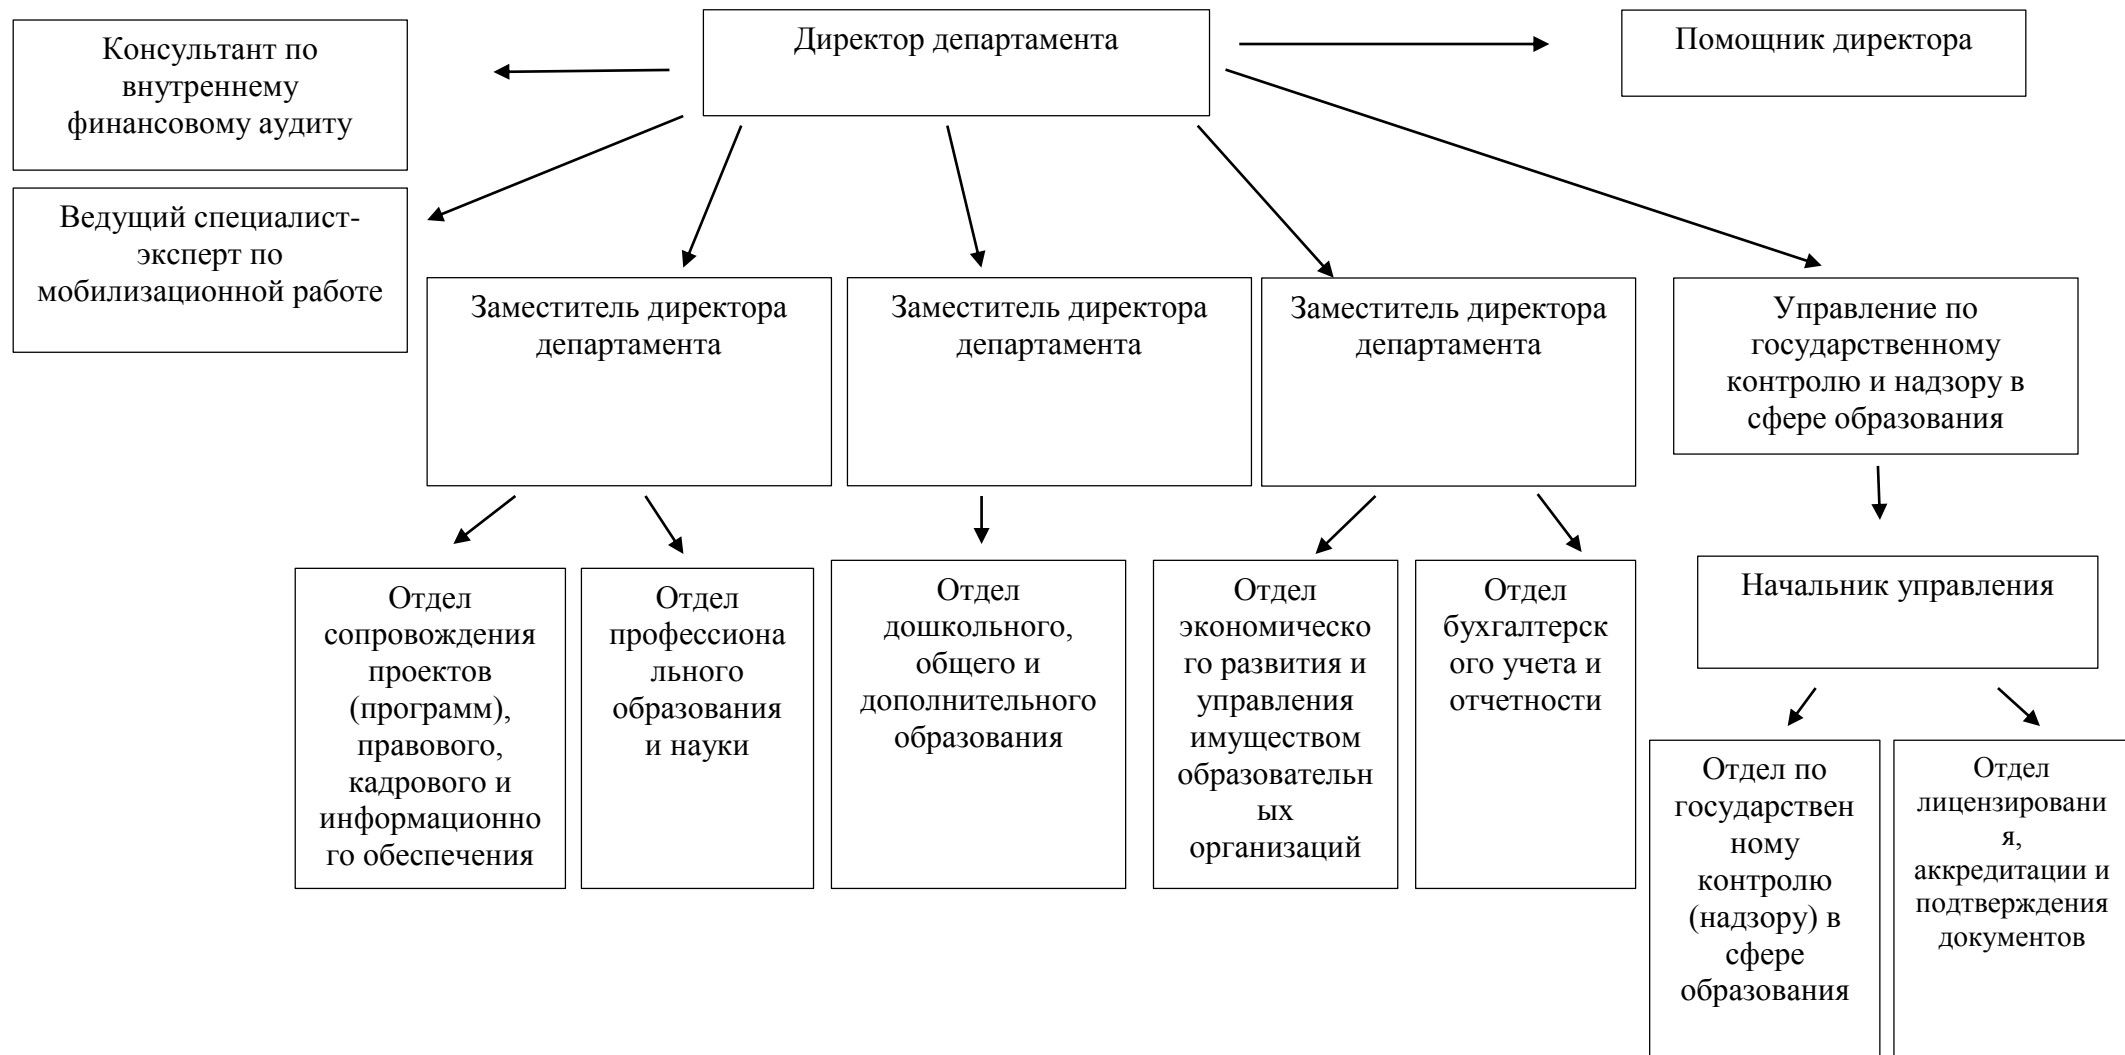 Консультант по
внутреннему
финансовому аудиту
Директор департамента
Помощник директора
Ведущий специалист-
эксперт по
мобилизационной работе
Заместитель директора
департамента
Заместитель директора
департамента
Заместитель директора
департамента
Управление по
государственному
контролю и надзору в
сфере образования
Отдел
сопровождения
проектов
(программ),
правового,
кадрового и
информационно
го обеспечения
Отдел
профессиона
льного
образования
и науки
Отдел
дошкольного,
общего и
дополнительного
образования
Отдел
экономическо
го развития и
управления
имуществом
образовательн
ых
организаций
Отдел
бухгалтерск
ого учета и
отчетности
Начальник управления
Отдел по
государствен
ному
контролю
(надзору) в
сфере
образования
Отдел
лицензировани
я,
аккредитации и
подтверждения
документов